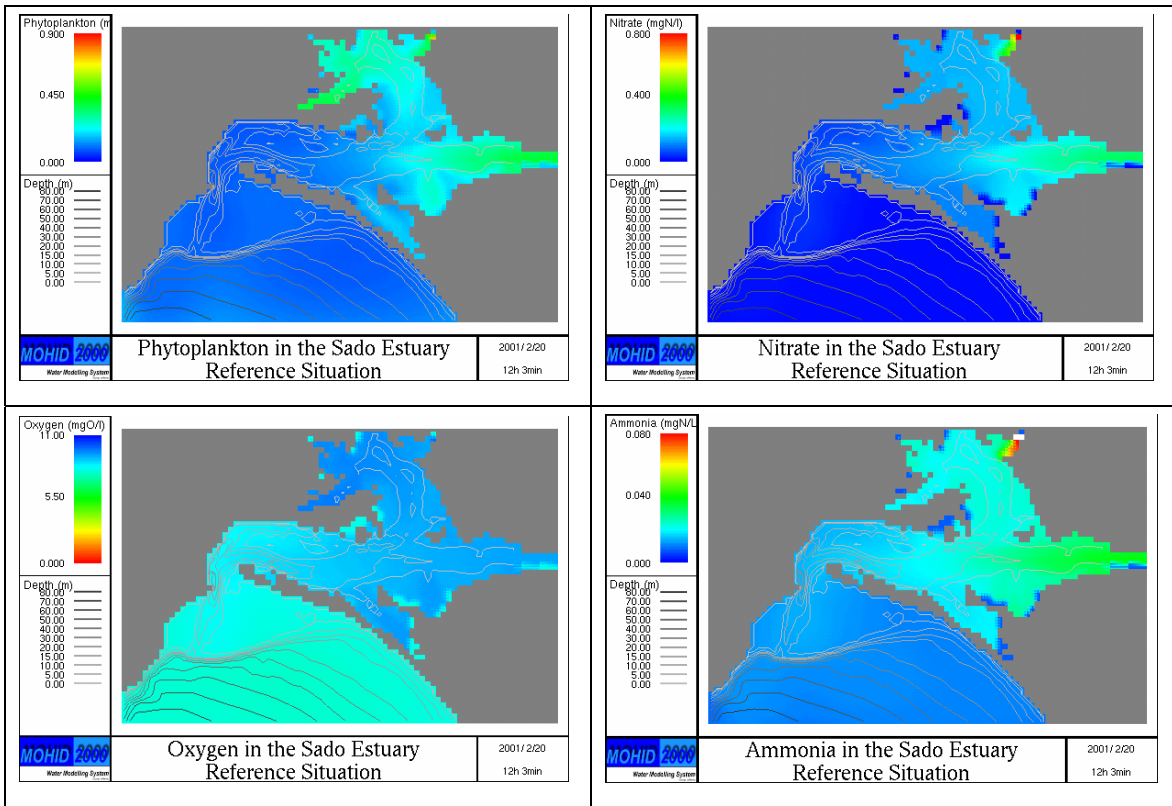 Phytoplankton (m
0.900
0.450
0.000
Depth (m)
80.00
70.00
60.00
50.00
40.00
30.00
20.00
15.00
10.00
5.00
0.00
MOHID 2000
Water Modelling System
Phytoplankton in the Sado Estuary
Reference Situation
2001/ 2/20
12h 3min
Nitrate (mgN/l)
0.800
0.400
0.000
Depth (m)
80.00
70.00
60.00
50.00
40.00
30.00
20.00
15.00
10.00
5.00
0.00
MOHID 2000
Water Modelling System
Nitrate in the Sado Estuary
Reference Situation
2001/ 2/20
12h 3min
Oxygen (mgO/l)
11.00
5.50
0.000
Depth (m)
80.00
70.00
60.00
50.00
40.00
30.00
20.00
15.00
10.00
5.00
0.00
MOHID 2000
Water Modelling System
Oxygen in the Sado Estuary
Reference Situation
2001/ 2/20
12h 3min
Ammonia (mgN/L
0.080
0.040
0.000
Depth (m)
80.00
70.00
60.00
50.00
40.00
30.00
20.00
15.00
10.00
5.00
0.00
MOHID 2000
Water Modelling System
Ammonia in the Sado Estuary
Reference Situation
2001/ 2/20
12h 3min